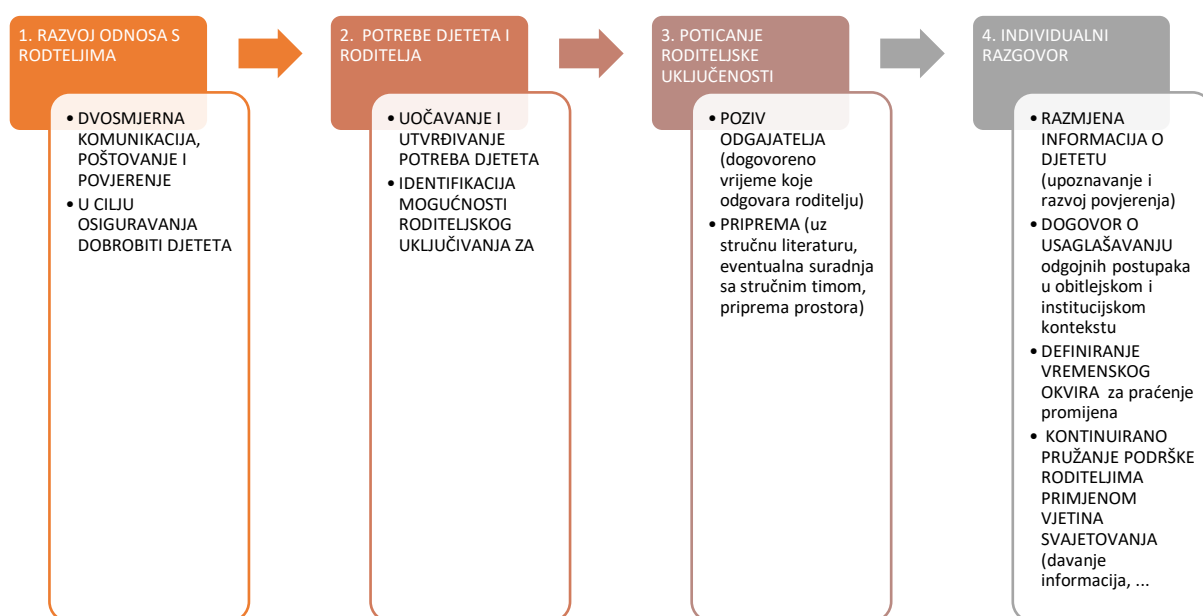 1. RAZVOJ ODNOSA S
RODTELJIMA
• DVOSMJERNA
KOMUNIKACIJA,
POŠTOVANJE I
POVJERENJE
• U CILJU
OSIGURAVANJA
DOBROBITI DJETETA
2. POTREBE DJETETA I
RODITELJA
• UOČAVANJE I
UTVRĐIVANJE
POTREBA DJETETA
• IDENTIFIKACIJA
MOGUĆNOSTI
RODITELJSKOG
UKLJUČIVANJA ZA
3. POTICANJE
RODITELJSKE
UKLJUČENOSTI
• POZIV
ODGAJATELJA
(dogovoreno
vrijeme koje
odgovara roditelju)
• PRIPREMA (uz
stručnu literaturu,
eventualna suradnja
sa stručnim timom,
priprema prostora)
4. INDIVIDUALNI
RAZGOVOR
• RAZMJENA
INFORMACIJA O
DJETETU
(upoznavanje i
razvoj povjerenja)
• DOGOVOR O
USAGLAŠAVANJU
odgojnih postupaka
u obitlejskom i
institucijskom
kontekstu
• DEFINIRANJE
VREMENSKOG
OKVIRA za praćenje
promijena
• KONTINUIRANO
PRUŽANJE PODRŠKE
RODITELJIMA
PRIMJENOM
VJETINA
SVAJETOVANJA
(davanje
informacija, ...